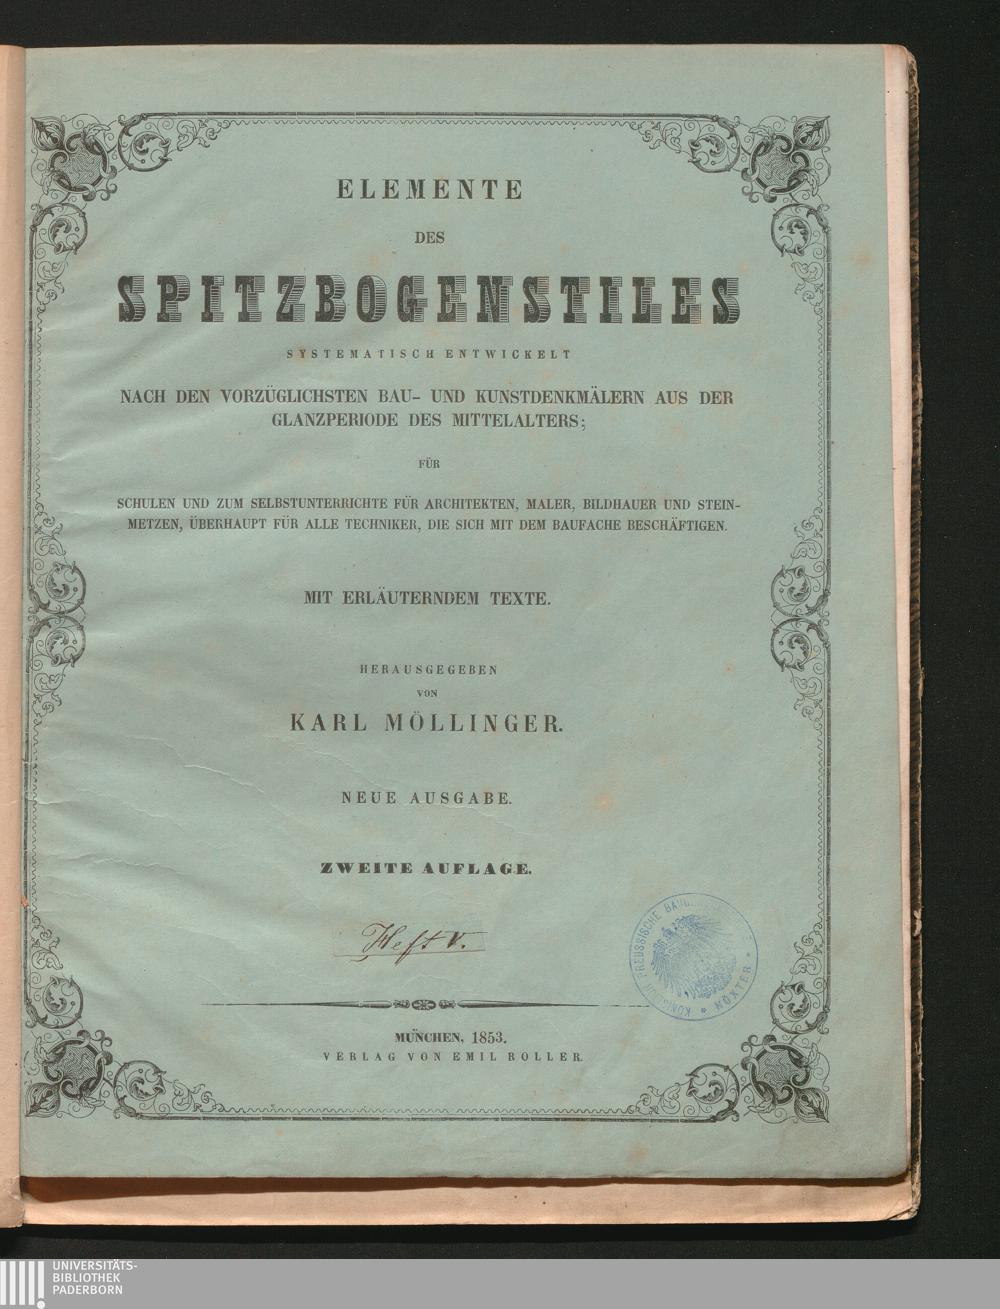 ELEMENTE
DES
SPITZBOGENSTILES
SYSTEMATISCH ENTWICKELT
NACH DEN VORZÜGLICHSTEN BAU- UND KUNSTDENKMÄLERN AUS DER
GLANZPERIODE DES MITTELALTERS;
FÜR
SCHULEN UND ZUM SELBSTUNTERRICHTE FÜR ARCHITEKTEN, MALER, BILDHAUER UND STEIN-
METZEN, ÜBERHAUPT FÜR ALLE TECHNIKER, DIE SICH MIT DEM BAUFACHE BESCHÄFTIGEN.
MIT ERLÄUTERNDEM TEXTE.
HERAUSGEGEBEN
VON
KARL MÖLLINGER.
NEUE AUSGABE.
ZWEITE AUFLAGE.
Heft V.
PREUSSISCHE
HÖXTER
MÜNCHEN, 1853.
VERLAG VON EMIL ROLLER.
UNIVERSITÄTS-
BIBLIOTHEK
PADERBORN